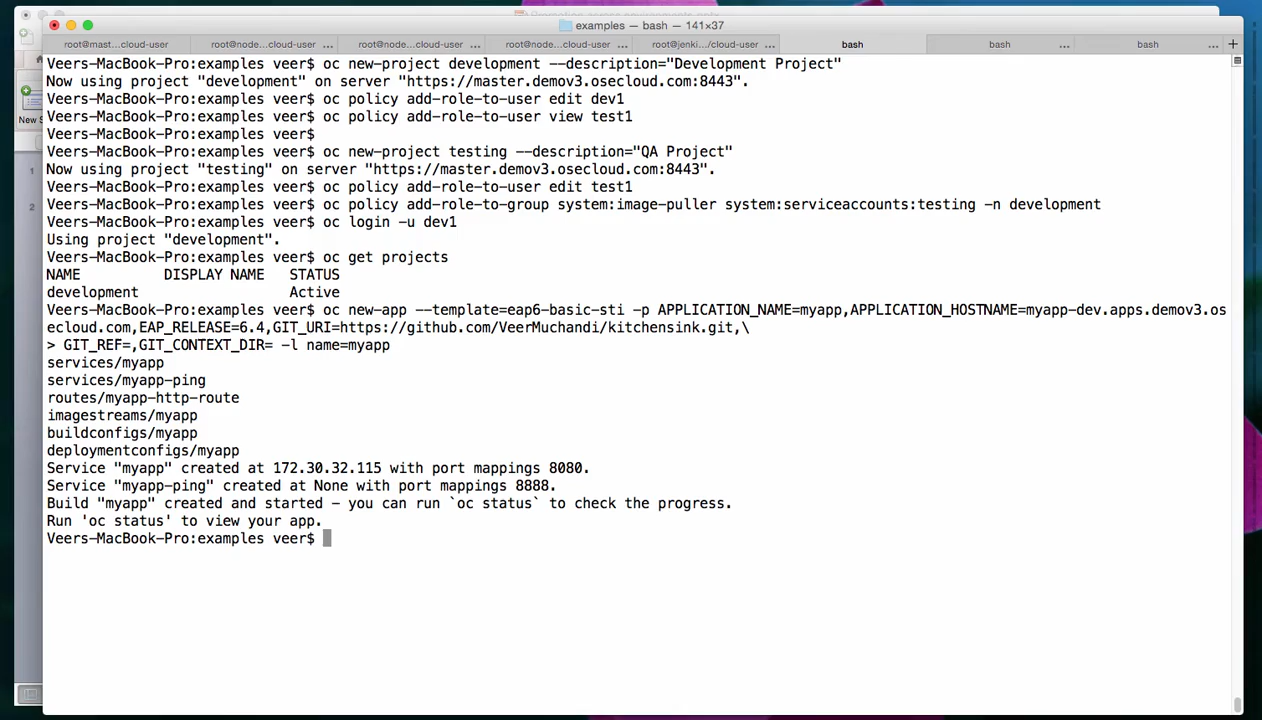 examples — bash — 141×37
root@mast...cloud-user root@node...cloud-user ... root@node...cloud-user ... root@node...cloud-user ... root@jenki.../cloud-user ... bash bash ... bash ... +
Veers-MacBook-Pro:examples veer$ oc new-project development --description="Development Project"
Now using project "development" on server "https://master.demov3.osecloud.com:8443".
Veers-MacBook-Pro:examples veer$ oc policy add-role-to-user edit dev1
Veers-MacBook-Pro:examples veer$ oc policy add-role-to-user view test1
Veers-MacBook-Pro:examples veer$
Veers-MacBook-Pro:examples veer$ oc new-project testing --description="QA Project"
Now using project "testing" on server "https://master.demov3.osecloud.com:8443".
Veers-MacBook-Pro:examples veer$ oc policy add-role-to-user edit test1
Veers-MacBook-Pro:examples veer$ oc policy add-role-to-group system:image-puller system:serviceaccounts:testing -n development
Veers-MacBook-Pro:examples veer$ oc login -u dev1
Using project "development".
Veers-MacBook-Pro:examples veer$ oc get projects
NAME DISPLAY NAME STATUS
development Active
Veers-MacBook-Pro:examples veer$ oc new-app --template=eap6-basic-sti -p APPLICATION_NAME=myapp,APPLICATION_HOSTNAME=myapp-dev.apps.demov3.os
ecloud.com,EAP_RELEASE=6.4,GIT_URI=https://github.com/VeerMuchandi/kitchensink.git,\
> GIT_REF=,GIT_CONTEXT_DIR= -l name=myapp
services/myapp
services/myapp-ping
routes/myapp-http-route
imagestreams/myapp
buildconfigs/myapp
deploymentconfigs/myapp
Service "myapp" created at 172.30.32.115 with port mappings 8080.
Service "myapp-ping" created at None with port mappings 8888.
Build "myapp" created and started - you can run `oc status` to check the progress.
Run 'oc status' to view your app.
Veers-MacBook-Pro:examples veer$
New S
1
2